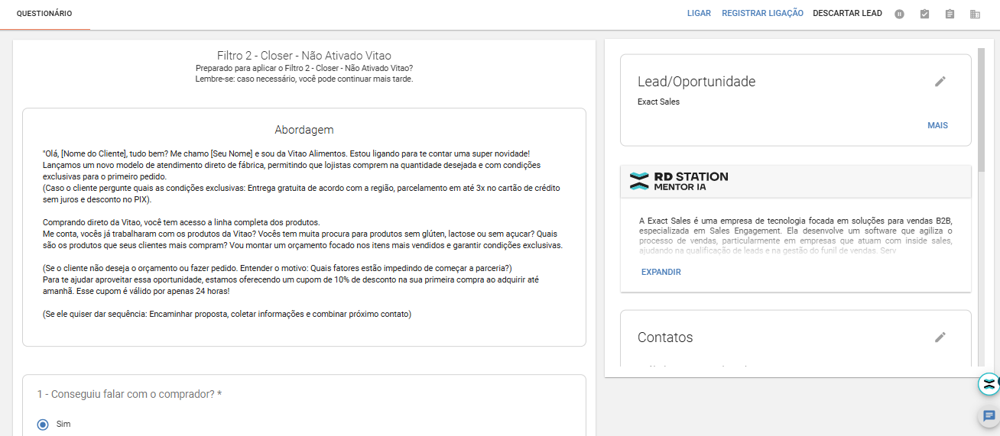 QUESTIONÁRIO
LIGAR REGISTRAR LIGAÇÃO DESCARTAR LEAD
Filtro 2 - Closer - Não Ativado Vitao
Preparado para aplicar o Filtro 2 - Closer - Não Ativado Vitao?
Lembre-se: caso necessário, você pode continuar mais tarde.
Abordagem
"Olá, [Nome do Cliente], tudo bem? Me chamo [Seu Nome] e sou da Vitao Alimentos. Estou ligando para te contar uma super novidade!
Lançamos um novo modelo de atendimento direto de fábrica, permitindo que lojistas comprem na quantidade desejada e com condições
exclusivas para o primeiro pedido.
(Caso o cliente pergunte quais as condições exclusivas: Entrega gratuita de acordo com a região, parcelamento em até 3x no cartão de crédito
sem juros e desconto no PIX).
Comprando direto da Vitao, você tem acesso a linha completa dos produtos.
Me conta, vocês já trabalharam com os produtos da Vitao? Vocês tem muita procura para produtos sem glúten, lactose ou sem açucar? Quais
são os produtos que seus clientes mais compram? Vou montar um orçamento focado nos itens mais vendidos e garantir condições exclusivas.
(Se o cliente não deseja o orçamento ou fazer pedido. Entender o motivo: Quais fatores estão impedindo de começar a parceria?)
Para te ajudar aproveitar essa oportunidade, estamos oferecendo um cupom de 10% de desconto na sua primeira compra ao adquirir até
amanhã. Esse cupom é válido por apenas 24 horas!
(Se ele quiser dar sequência: Encaminhar proposta, coletar informações e combinar próximo contato)
1 - Conseguiu falar com o comprador? *
Sim
Lead/Oportunidade
Exact Sales
MAIS
RD STATION
MENTOR IA
A Exact Sales é uma empresa de tecnologia focada em soluções para vendas B2B,
especializada em Sales Engagement. Ela desenvolve um software que agiliza o
processo de vendas, particularmente em empresas que atuam com inside sales,
ajudando na qualificação de leads e na gestão do funil de vendas. Serv
EXPANDIR
Contatos